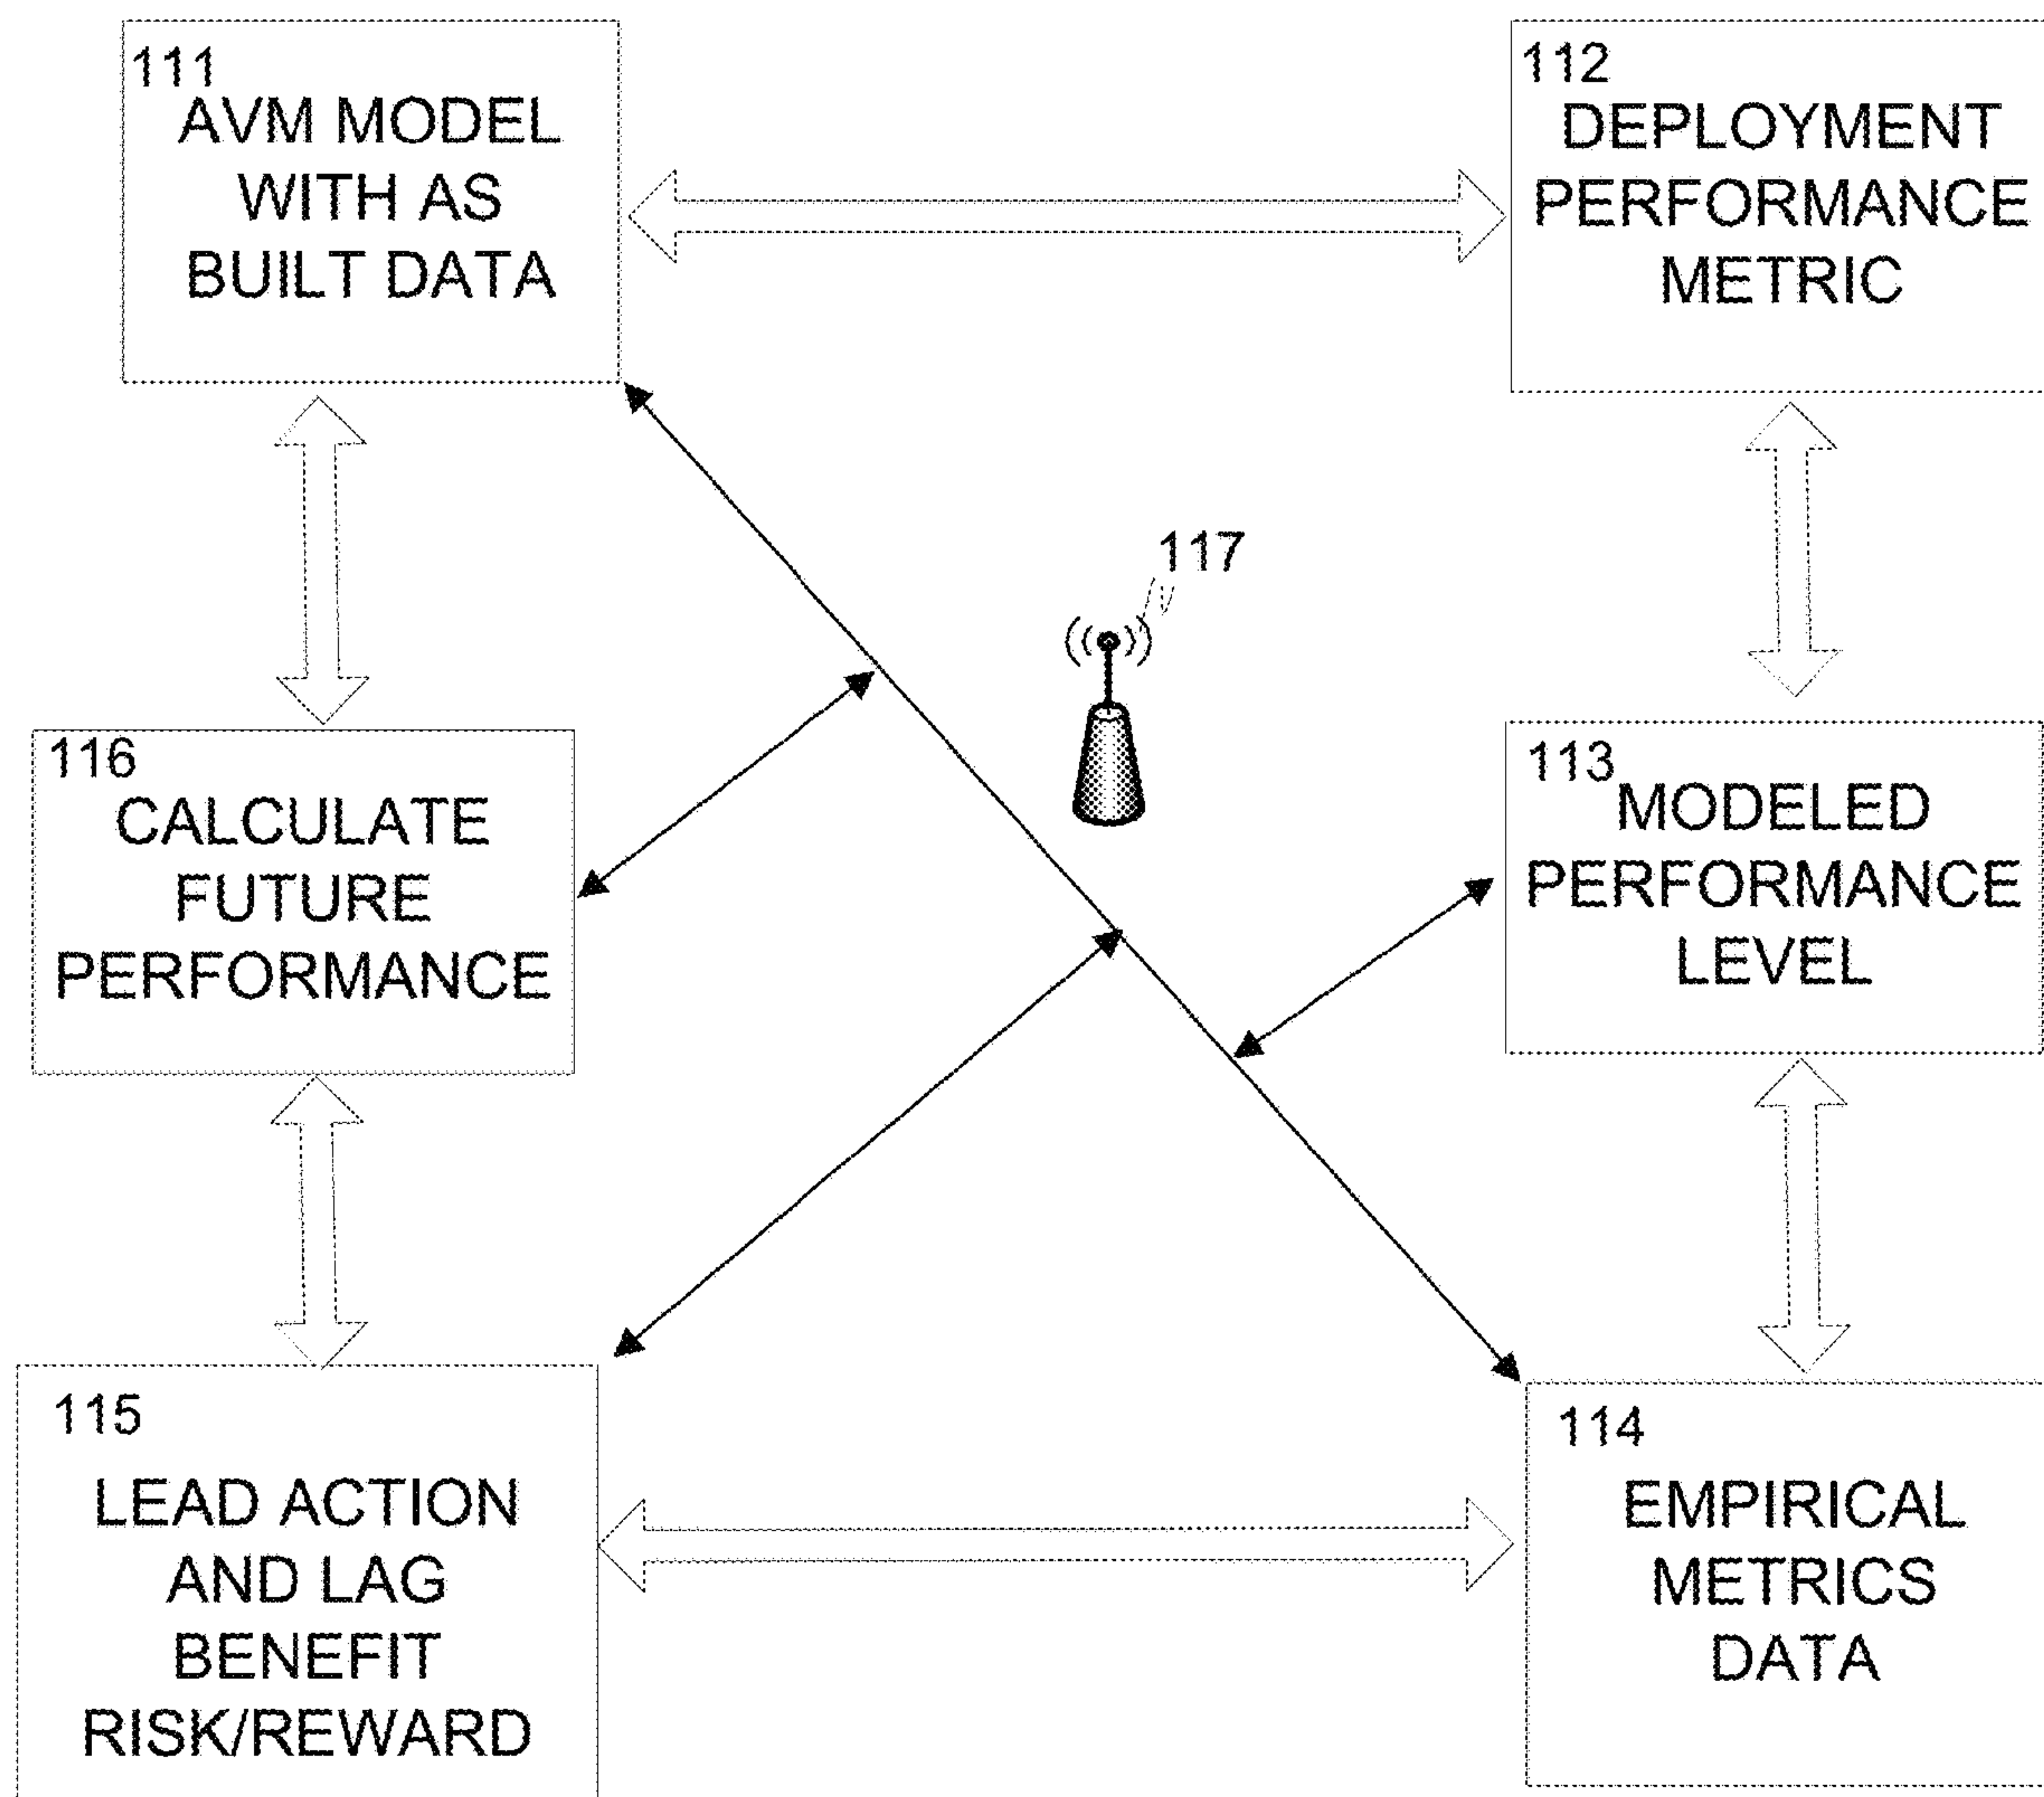 111
AVM MODEL
WITH AS
BUILT DATA
112
DEPLOYMENT
PERFORMANCE
METRIC
117
116
CALCULATE
FUTURE
PERFORMANCE
113
MODELED
PERFORMANCE
LEVEL
115
LEAD ACTION
AND LAG
BENEFIT
RISK/REWARD
114
EMPIRICAL
METRICS
DATA